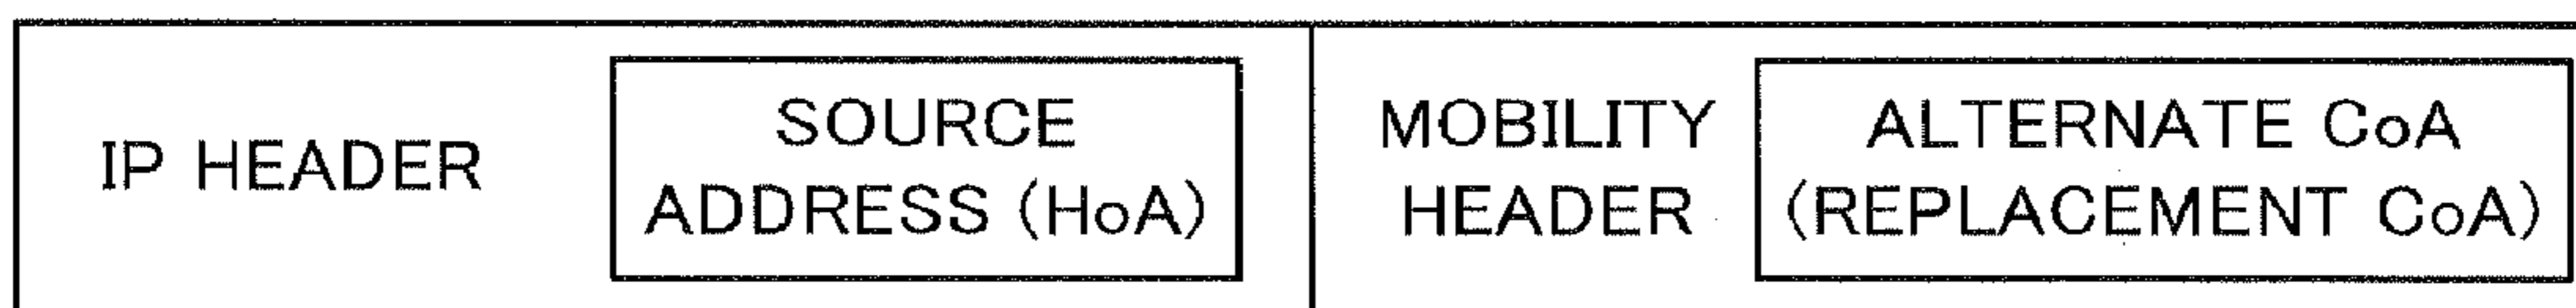 IP HEADER
SOURCE
ADDRESS (HoA)
MOBILITY
HEADER
ALTERNATE CoA
(REPLACEMENT CoA)